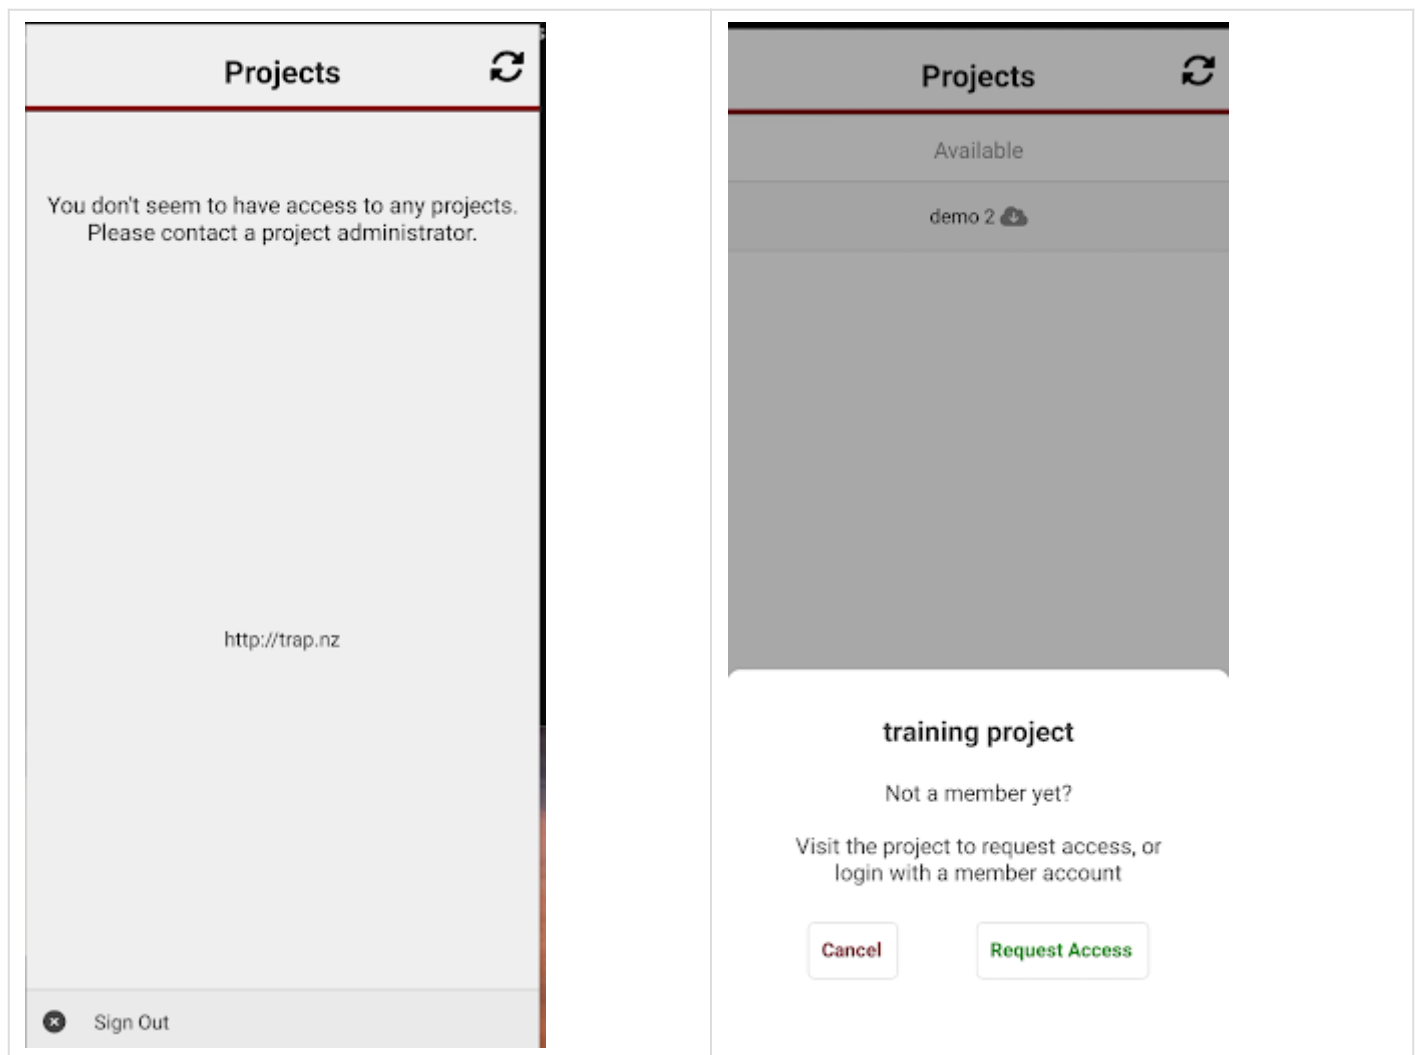 Projects
You don't seem to have access to any projects.
Please contact a project administrator.
http://trap.nz
Sign Out
Projects
Available
demo 2
training project
Not a member yet?
Visit the project to request access, or
login with a member account
Cancel
Request Access